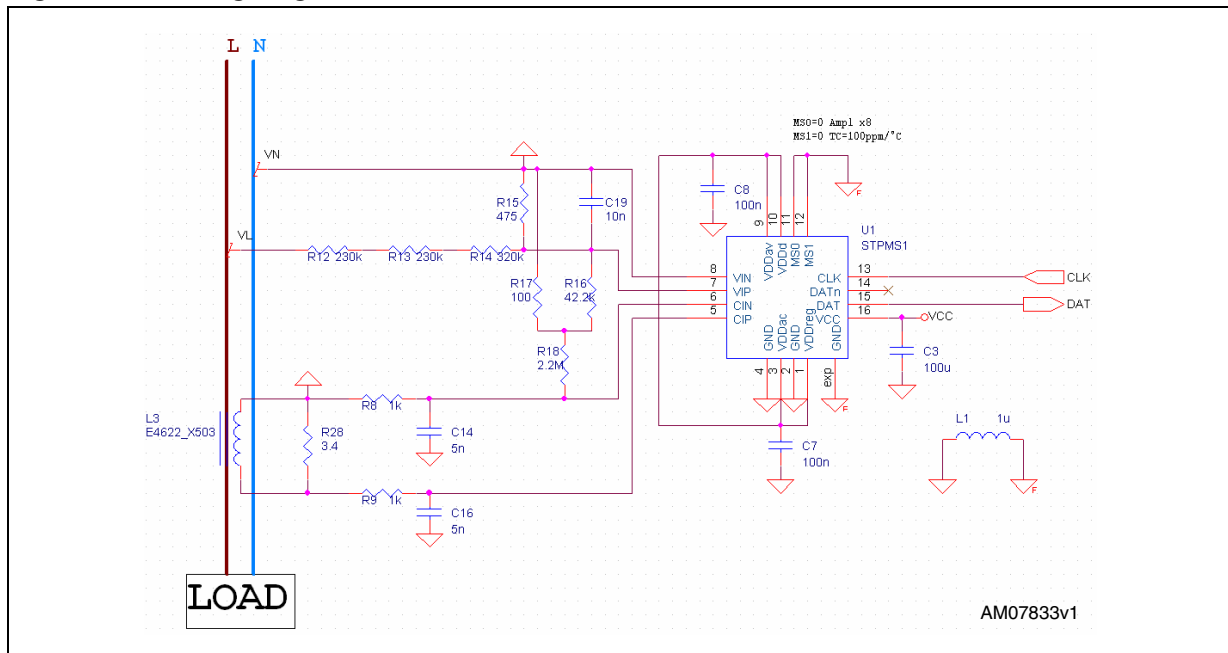 L N
MS0=0 Ampl x8
MS1=0 TC=100ppm/°C
VN
R15
475
C19
10n
C8
100n
VL
R12 230k
R13 230k
R14 320k
R17
100
R16
42.2k
R18
2.2M
U1
STPMS1
9 10 11 12
VDDav VDDd MS0 MS1
8 VIN
7 VIP
6 CIN
5 CIP
CLK 13
DATn 14
DAT 15
VCC 16
GND VDDac GND VDDreg GND
4 3 2 1 exp
F
CLK
DAT
VCC
C3
100u
F
C7
100n
L1 1u
F
L3
E4622_X503
R28
3.4
R8 1k
C14
5n
R9 1k
C16
5n
LOAD
AM07833v1